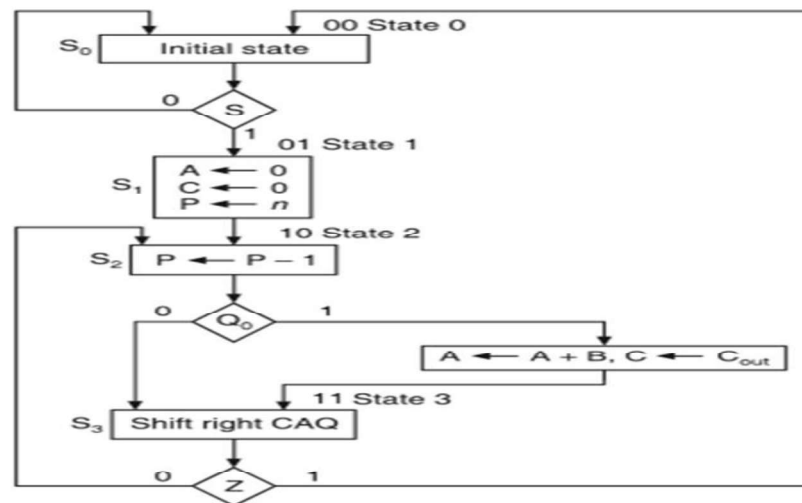 00 State 0
S₀ Initial state
0 S
1
01 State 1
A ← 0
S₁ C ← 0
P ← n
10 State 2
S₂ P ← P − 1
0 Q₀ 1
A ← A + B, C ← Cout
11 State 3
S₃ Shift right CAQ
0 Z 1